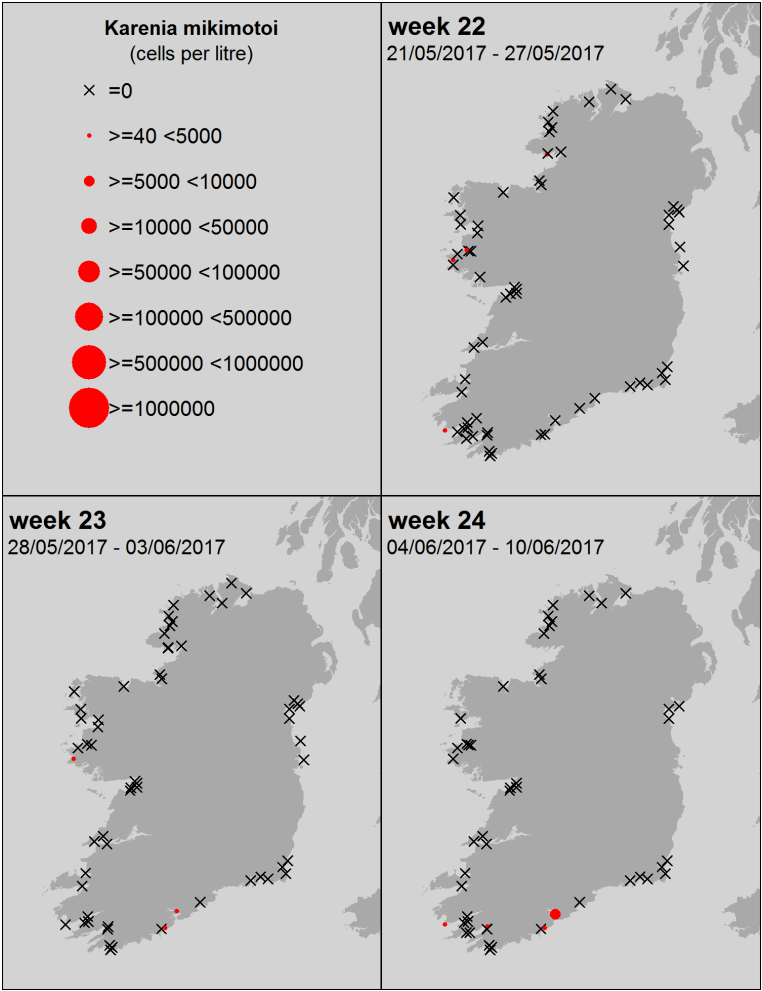 Karenia mikimotoi
(cells per litre)
=0
>=40 <5000
>=5000 <10000
>=10000 <50000
>=50000 <100000
>=100000 <500000
>=500000 <1000000
>=1000000
week 22
21/05/2017 - 27/05/2017
week 23
28/05/2017 - 03/06/2017
week 24
04/06/2017 - 10/06/2017